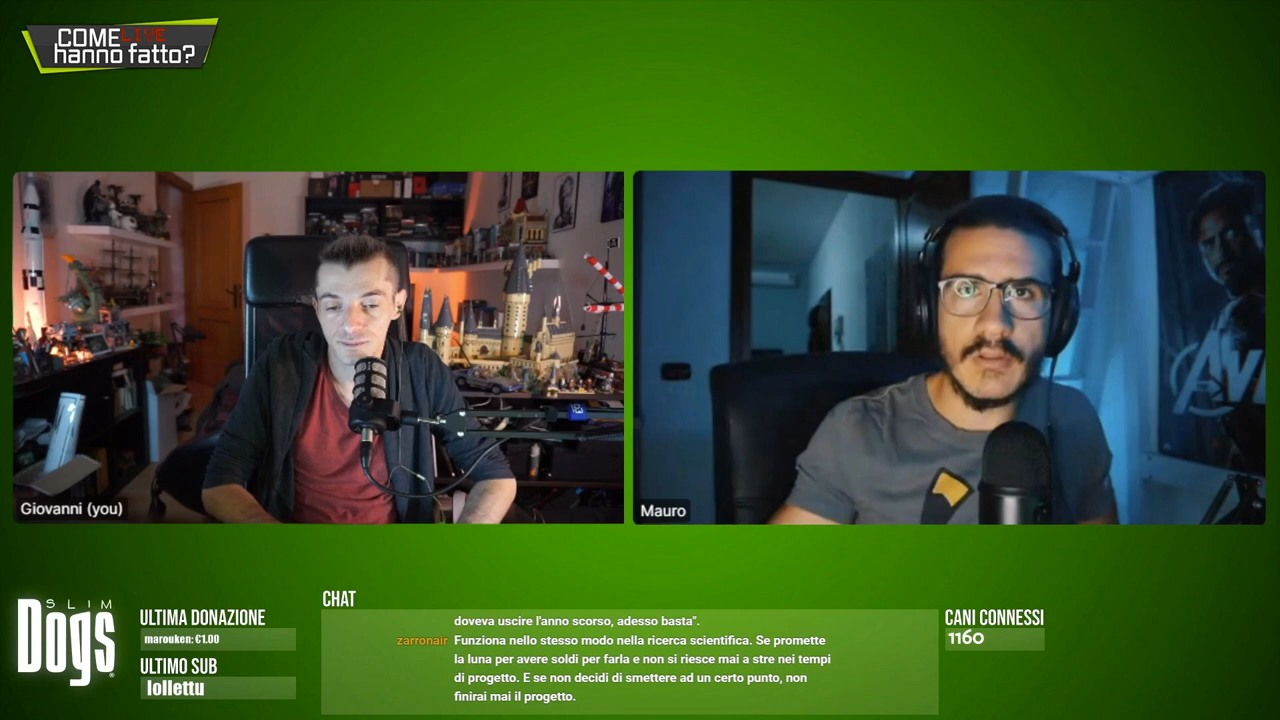 COME LIVE
hanno fatto?
AV
Giovanni (you)
Mauro
SLIM
Dogs
ULTIMA DONAZIONE
marouken: €1.00
ULTIMO SUB
lollettu
CHAT
doveva uscire l'anno scorso, adesso basta".
zarronair Funziona nello stesso modo nella ricerca scientifica. Se promette
la luna per avere soldi per farla e non si riesce mai a stre nei tempi
di progetto. E se non decidi di smettere ad un certo punto, non
finirai mai il progetto.
CANI CONNESSI
1160